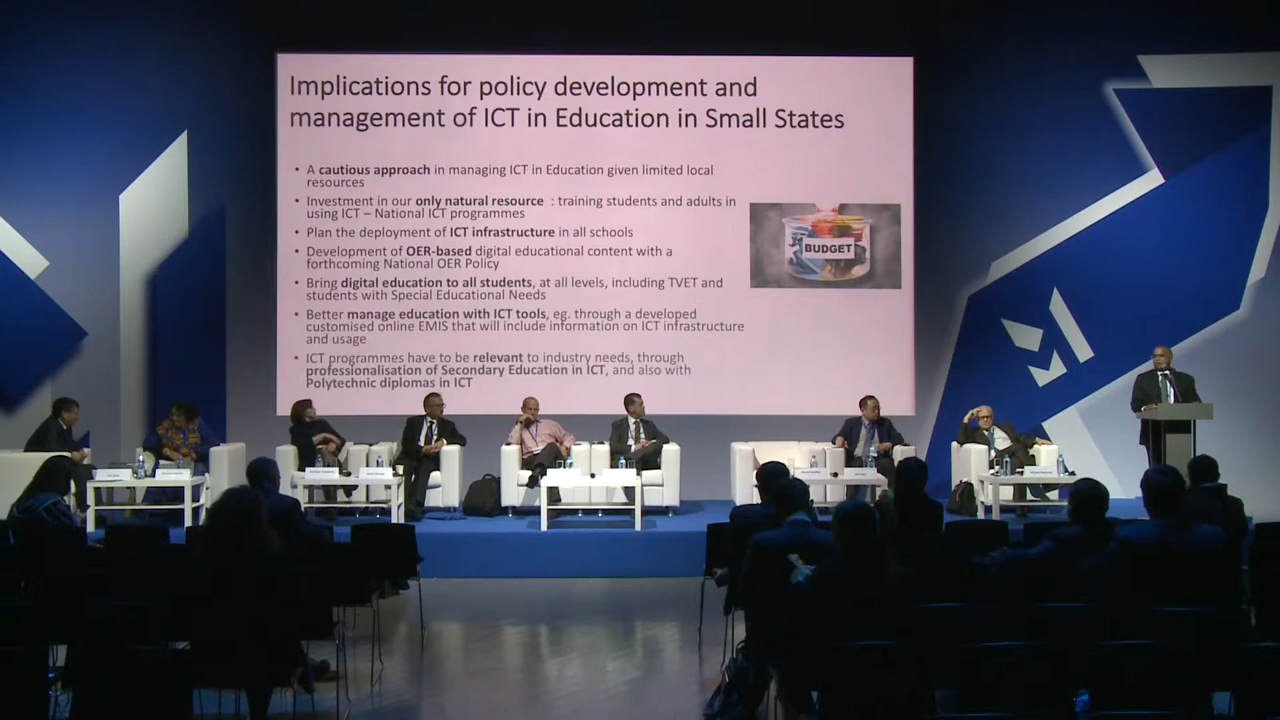 Implications for policy development and
management of ICT in Education in Small States
• A cautious approach in managing ICT in Education given limited local
resources
• Investment in our only natural resource : training students and adults in
using ICT – National ICT programmes
• Plan the deployment of ICT infrastructure in all schools
• Development of OER-based digital educational content with a
forthcoming National OER Policy
• Bring digital education to all students, at all levels, including TVET and
students with Special Educational Needs
• Better manage education with ICT tools, eg. through a developed
customised online EMIS that will include information on ICT infrastructure
and usage
• ICT programmes have to be relevant to industry needs, through
professionalisation of Secondary Education in ICT, and also with
Polytechnic diplomas in ICT
BUDGET